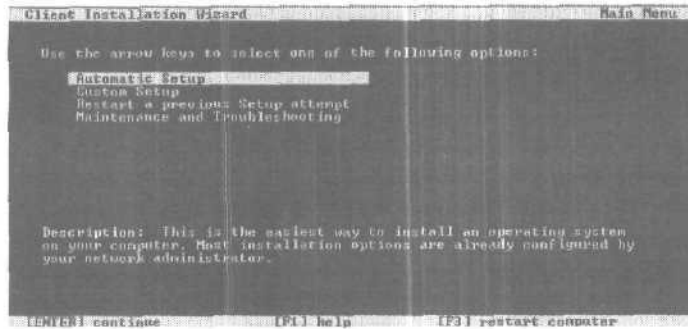 Client Installation Wizard Main Menu
Use the arrow keys to select one of the following options:
Automatic Setup
Custom Setup
Restart a previous Setup attempt
Maintenance and Troubleshooting
Description: This is the easiest way to install an operating system
on your computer. Most installation options are already configured by
your network administrator.
[ENTER] continue [F1] help [F3] restart computer